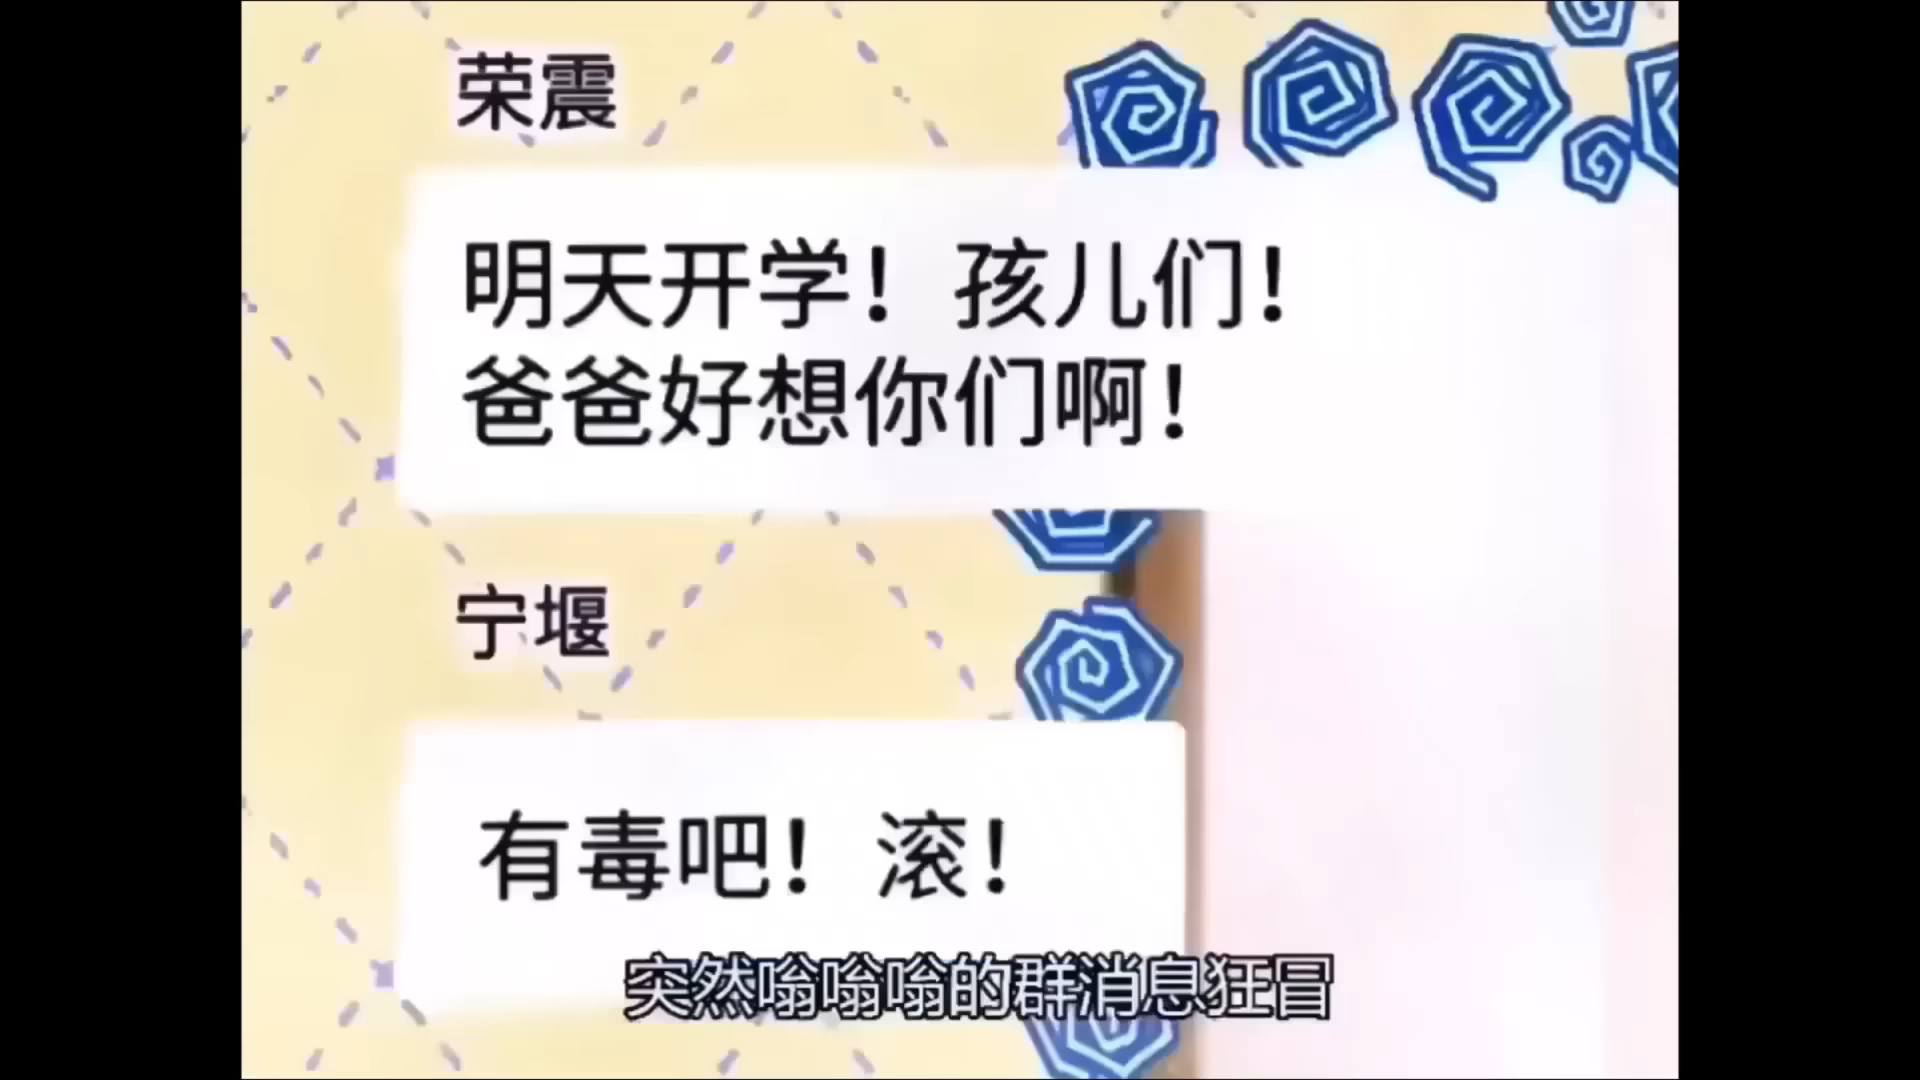 荣震
明天开学！孩儿们！
爸爸好想你们啊！
宁堰
有毒吧！滚！
突然嗡嗡嗡的群消息狂冒